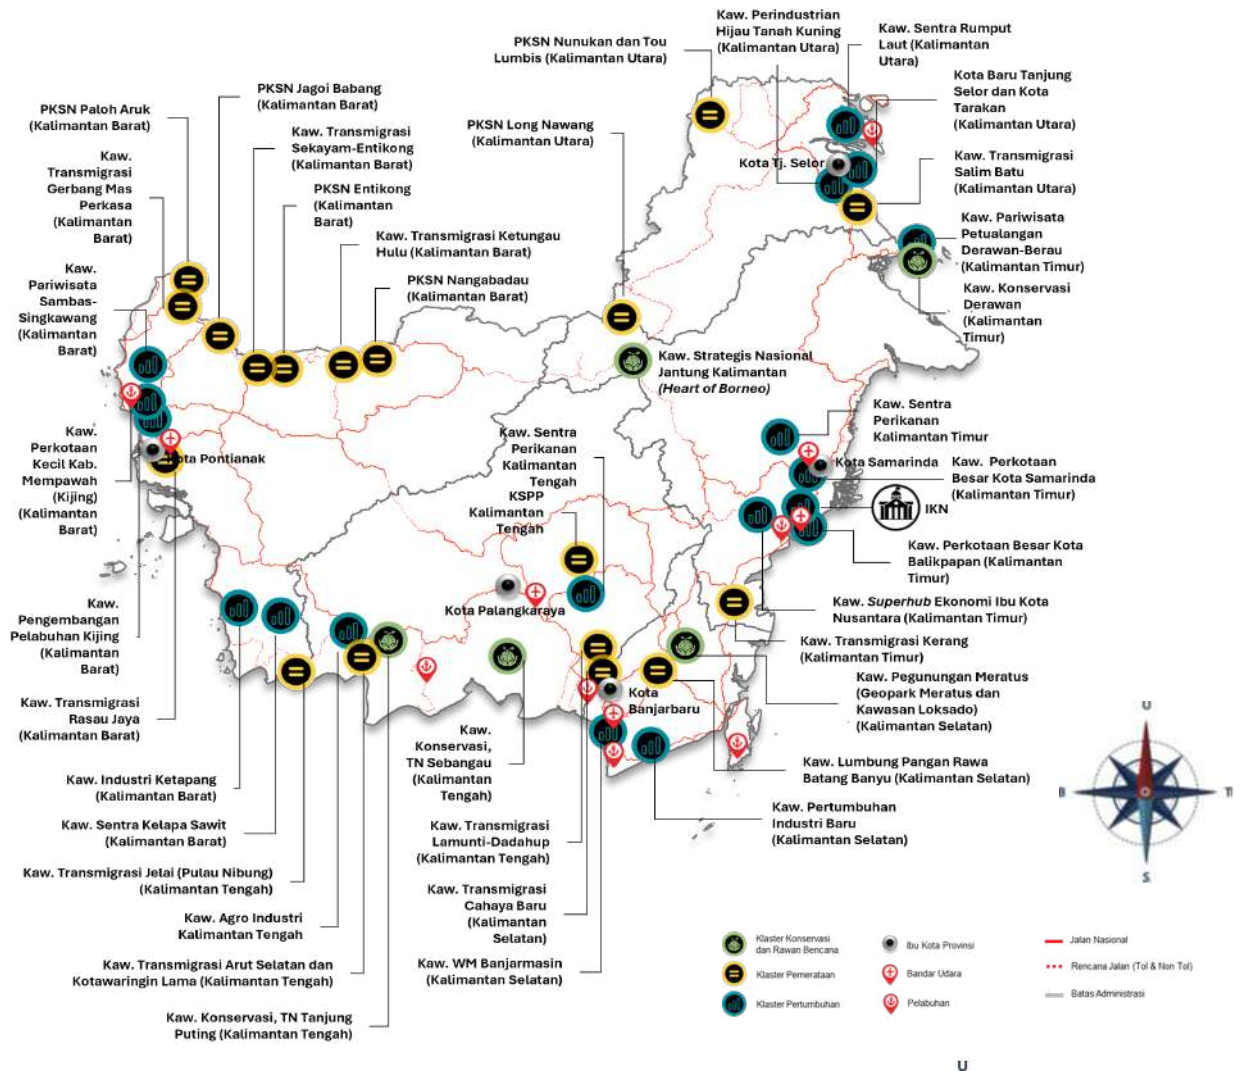 Kaw. Perindustrian
Hijau Tanah Kuning
(Kalimantan Utara)
Kaw. Sentra Rumput
Laut (Kalimantan
Utara)
PKSN Nunukan dan Tou
Lumbis (Kalimantan Utara)
Kota Baru Tanjung
Selor dan Kota
Tarakan
(Kalimantan Utara)
PKSN Jagoi Babang
(Kalimantan Barat)
PKSN Paloh Aruk
(Kalimantan Barat)
Kaw. Transmigrasi
Sekayam-Entikong
(Kalimantan Barat)
PKSN Long Nawang
(Kalimantan Utara)
Kaw.
Transmigrasi
Gerbang Mas
Perkasa
(Kalimantan
Barat)
Kota Tj. Selor
Kaw. Transmigrasi
Salim Batu
(Kalimantan Utara)
PKSN Entikong
(Kalimantan
Barat)
Kaw. Pariwisata
Petualangan
Derawan-Berau
(Kalimantan Timur)
Kaw. Transmigrasi Ketungau
Hulu (Kalimantan Barat)
Kaw.
Pariwisata
Sambas-
Singkawang
(Kalimantan
Barat)
PKSN Nangabadau
(Kalimantan Barat)
Kaw. Konservasi
Derawan
(Kalimantan
Timur)
Kaw. Strategis Nasional
Jantung Kalimantan
(Heart of Borneo)
Kaw. Sentra
Perikanan
Kalimantan Timur
Kaw.
Perkotaan
Kecil Kab.
Mempawah
(Kijing)
(Kalimantan
Barat)
Kota Pontianak
Kaw. Sentra
Perikanan
Kalimantan
Tengah
Kota Samarinda
Kaw. Perkotaan
Besar Kota Samarinda
(Kalimantan Timur)
KSPP
Kalimantan
Tengah
IKN
Kaw. Perkotaan Besar Kota
Balikpapan (Kalimantan
Timur)
Kota Palangkaraya
Kaw. Superhub Ekonomi Ibu Kota
Nusantara (Kalimantan Timur)
Kaw.
Pengembangan
Pelabuhan Kijing
(Kalimantan
Barat)
Kaw. Transmigrasi Kerang
(Kalimantan Timur)
Kaw. Pegunungan Meratus
(Geopark Meratus dan
Kawasan Loksado)
(Kalimantan Selatan)
Kota
Banjarbaru
Kaw. Transmigrasi
Rasau Jaya
(Kalimantan Barat)
Kaw.
Konservasi,
TN Sebangau
(Kalimantan
Tengah)
Kaw. Lumbung Pangan Rawa
Batang Banyu (Kalimantan Selatan)
Kaw. Industri Ketapang
(Kalimantan Barat)
Kaw. Pertumbuhan
Industri Baru
(Kalimantan Selatan)
Kaw. Sentra Kelapa Sawit
(Kalimantan Barat)
Kaw. Transmigrasi
Lamunti-Dadahup
(Kalimantan Tengah)
Kaw. Transmigrasi Jelai (Pulau Nibung)
(Kalimantan Tengah)
Kaw. Transmigrasi
Cahaya Baru
(Kalimantan
Selatan)
Kaw. Agro Industri
Kalimantan Tengah
Kaw. Transmigrasi Arut Selatan dan
Kotawaringin Lama (Kalimantan Tengah)
Kaw. WM Banjarmasin
(Kalimantan Selatan)
Kaw. Konservasi, TN Tanjung
Puting (Kalimantan Tengah)
U
B
T
S
Klaster Konservasi
dan Rawan Bencana
Klaster Pemerataan
Klaster Pertumbuhan
Ibu Kota Provinsi
Bandar Udara
Pelabuhan
Jalan Nasional
Rencana Jalan (Tol & Non Tol)
Batas Administrasi
U